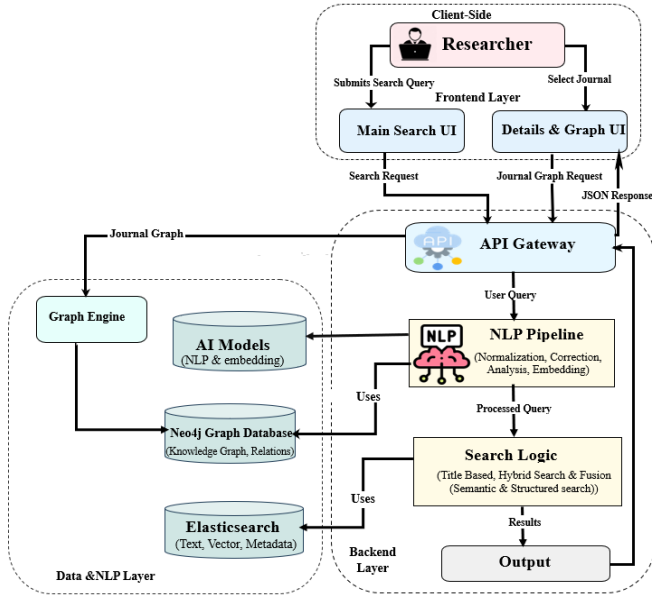 Client-Side
Researcher
Submits Search Query
Select Journal
Frontend Layer
Main Search UI
Details & Graph UI
Search Request
Journal Graph Request
JSON Response
Journal Graph
API
API Gateway
User Query
Graph Engine
AI Models
(NLP & embedding)
NLP
NLP Pipeline
(Normalization, Correction,
Analysis, Embedding)
Uses
Processed Query
Neo4j Graph Database
(Knowledge Graph, Relations)
Search Logic
(Title Based, Hybrid Search & Fusion
(Semantic & Structured search))
Uses
Elasticsearch
(Text, Vector, Metadata)
Results
Backend
Layer
Output
Data &NLP Layer